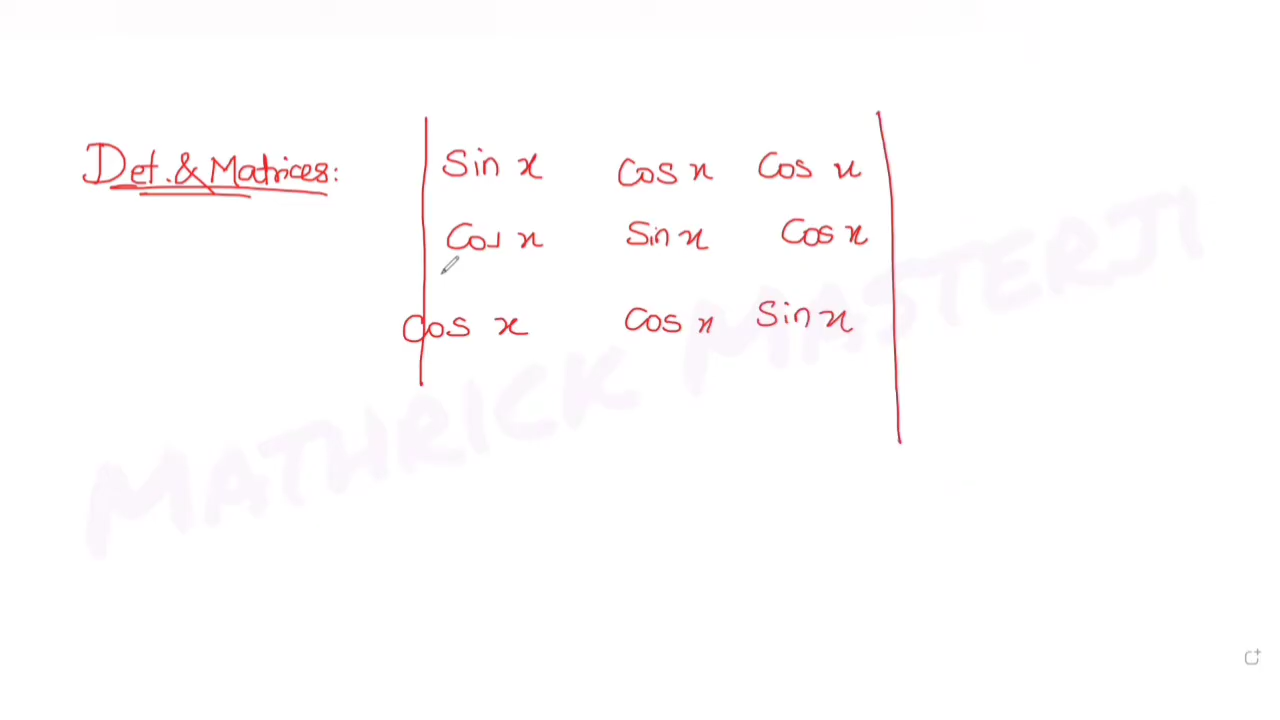 Det. & Matrices:
Sin x Cos x Cos x
Cos x Sin x Cos x
Cos x Cos x Sin x
MATHRICK MASTERJI